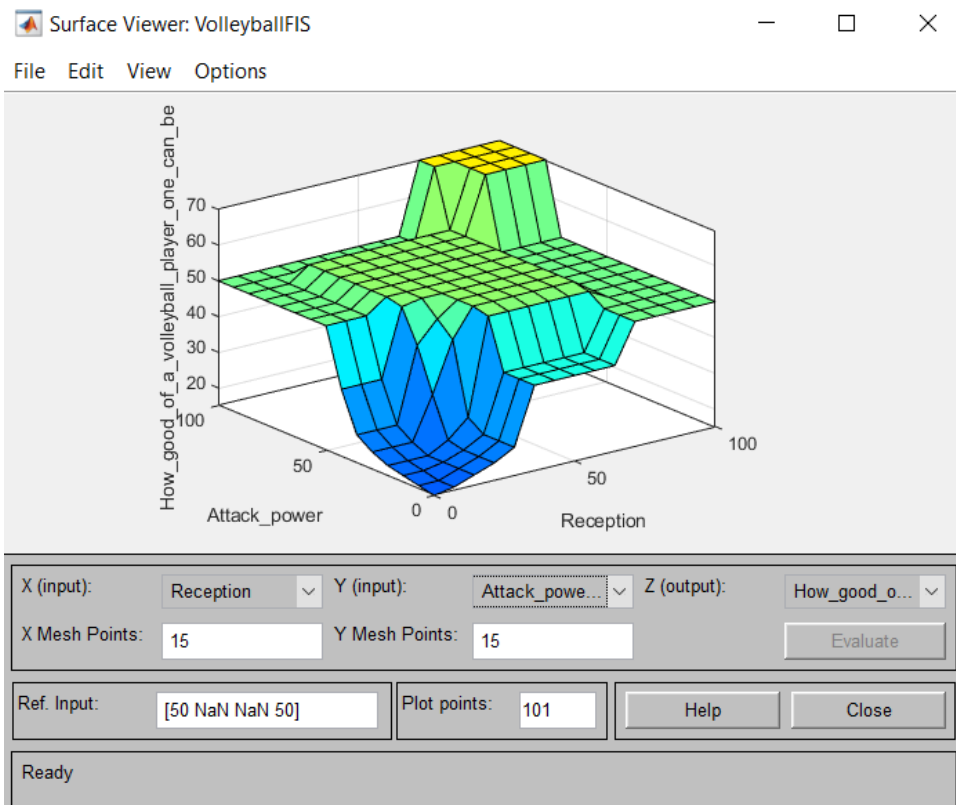 Surface Viewer: VolleyballFIS
File Edit View Options
How_good_of_a_volleyball_player_one_can_be
70
60
50
40
30
20
100
50
0
Attack_power
0
50
100
Reception
X (input): Reception Y (input): Attack_powe... Z (output): How_good_o...
X Mesh Points: 15 Y Mesh Points: 15 Evaluate
Ref. Input: [50 NaN NaN 50] Plot points: 101 Help Close
Ready